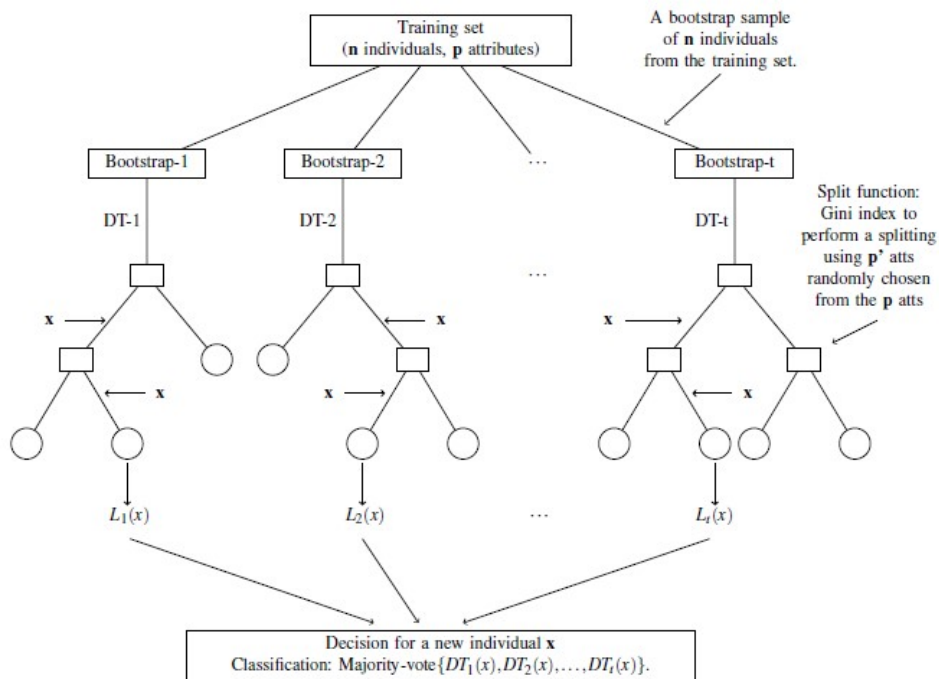 Training set
(n individuals, p attributes)
A bootstrap sample
of n individuals
from the training set.
Bootstrap-1
Bootstrap-2
...
Bootstrap-t
DT-1
DT-2
DT-t
Split function:
Gini index to
perform a splitting
using p' atts
randomly chosen
from the p atts
...
x
x
x
x
x
x
L₁(x)
L₂(x)
...
Lₜ(x)
Decision for a new individual x
Classification: Majority-vote{DT₁(x),DT₂(x),...,DTₜ(x)}.